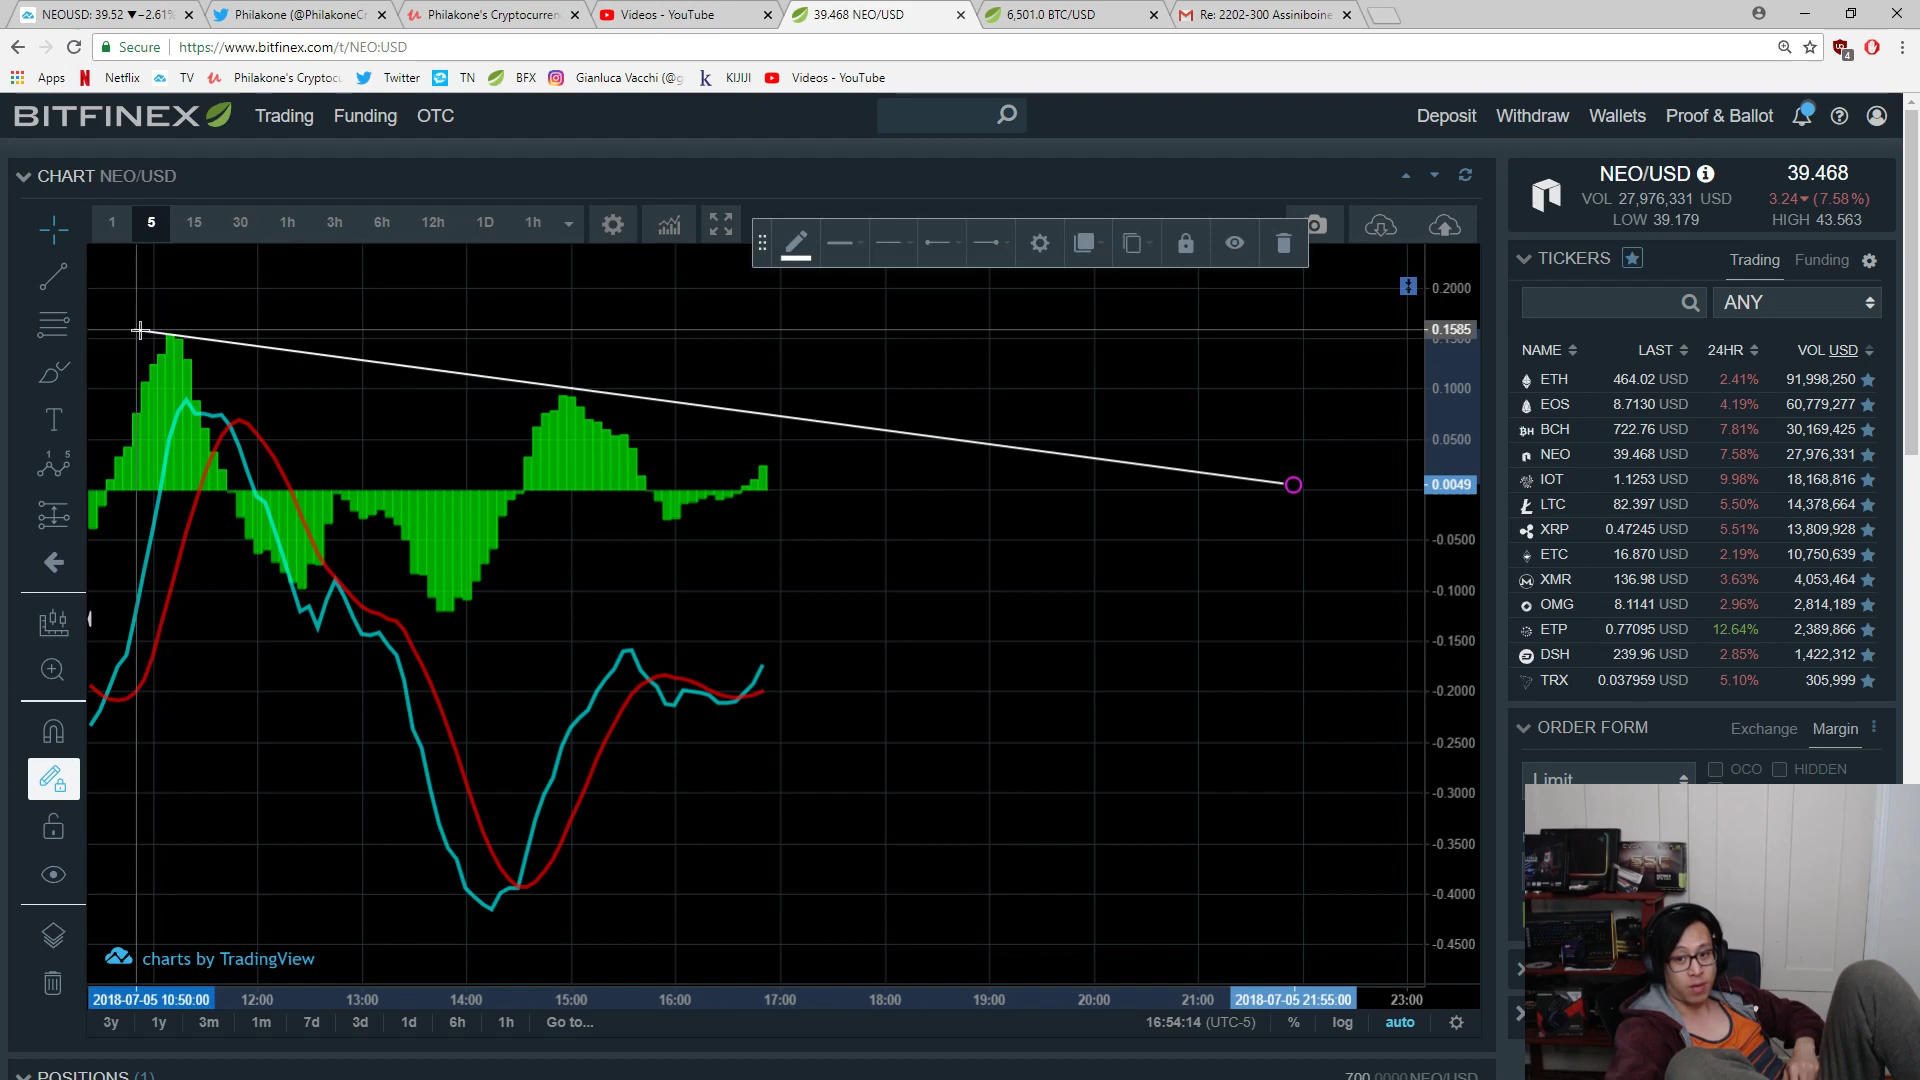 NEOUSD: 39.52 ▼−2.61%
Philakone (@PhilakoneCr
Philakone's Cryptocurren
Videos - YouTube
39.468 NEO/USD
6,501.0 BTC/USD
Re: 2202-300 Assiniboine
Secure
https://www.bitfinex.com/t/NEO:USD
Apps
Netflix
TV
Philakone's Cryptoc
Twitter
TN
BFX
Gianluca Vacchi (@g
KIJIJI
Videos - YouTube
BITFINEX
Trading
Funding
OTC
Deposit
Withdraw
Wallets
Proof & Ballot
CHART NEO/USD
1
5
15
30
1h
3h
6h
12h
1D
1h
0.2000
0.1585
0.1000
0.0500
0.0049
-0.0500
-0.1000
-0.1500
-0.2000
-0.2500
-0.3000
-0.3500
-0.4000
-0.4500
charts by TradingView
2018-07-05 10:50:00
12:00
13:00
14:00
15:00
16:00
17:00
18:00
19:00
20:00
21:00
2018-07-05 21:55:00
23:00
3y
1y
3m
1m
7d
3d
1d
6h
1h
Go to...
16:54:14 (UTC-5)
%
log
auto
POSITIONS (1)
700.0000 NEO/USD
NEO/USD
39.468
VOL 27,976,331 USD
3.24 (7.58%)
LOW 39.179
HIGH 43.563
TICKERS
Trading
Funding
ANY
NAME LAST 24HR VOL USD
ETH 464.02 USD 2.41% 91,998,250
EOS 8.7130 USD 4.19% 60,779,277
BCH 722.76 USD 7.81% 30,169,425
NEO 39.468 USD 7.58% 27,976,331
IOT 1.1253 USD 9.98% 18,168,816
LTC 82.397 USD 5.50% 14,378,664
XRP 0.47245 USD 5.51% 13,809,928
ETC 16.870 USD 2.19% 10,750,639
XMR 136.98 USD 3.63% 4,053,464
OMG 8.1141 USD 2.96% 2,814,189
ETP 0.77095 USD 12.64% 2,389,866
DSH 239.96 USD 2.85% 1,422,312
TRX 0.037959 USD 5.10% 305,999
ORDER FORM
Exchange
Margin
Limit
OCO
HIDDEN